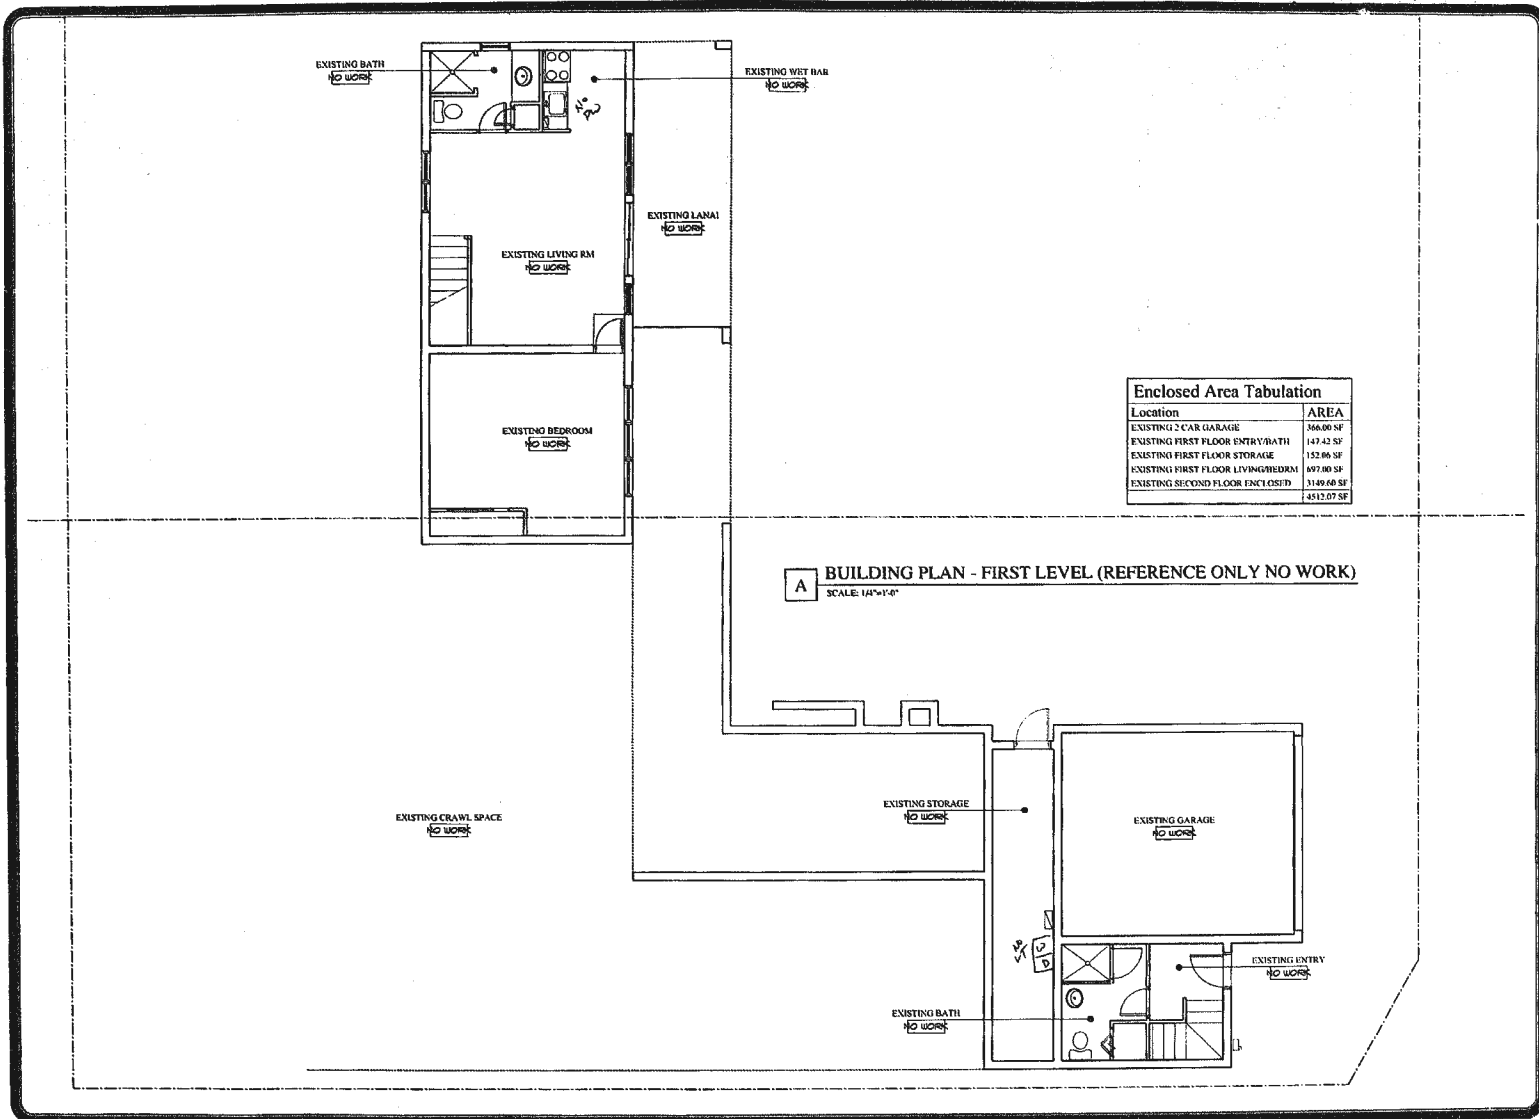 EXISTING BATH
NO WORK
EXISTING WET BAR
NO WORK
EXISTING LANAI
NO WORK
EXISTING LIVING RM
NO WORK
EXISTING BEDROOM
NO WORK
Enclosed Area Tabulation
Location AREA
EXISTING 2 CAR GARAGE 366.00 SF
EXISTING FIRST FLOOR ENTRY/BATH 147.42 SF
EXISTING FIRST FLOOR STORAGE 152.06 SF
EXISTING FIRST FLOOR LIVING/BEDRM 697.00 SF
EXISTING SECOND FLOOR ENCLOSED 3149.60 SF
4512.07 SF
A
BUILDING PLAN - FIRST LEVEL (REFERENCE ONLY NO WORK)
SCALE: 1/4"=1'-0"
EXISTING STORAGE
NO WORK
EXISTING GARAGE
NO WORK
EXISTING CRAWL SPACE
NO WORK
D
EXISTING ENTRY
NO WORK
EXISTING BATH
NO WORK